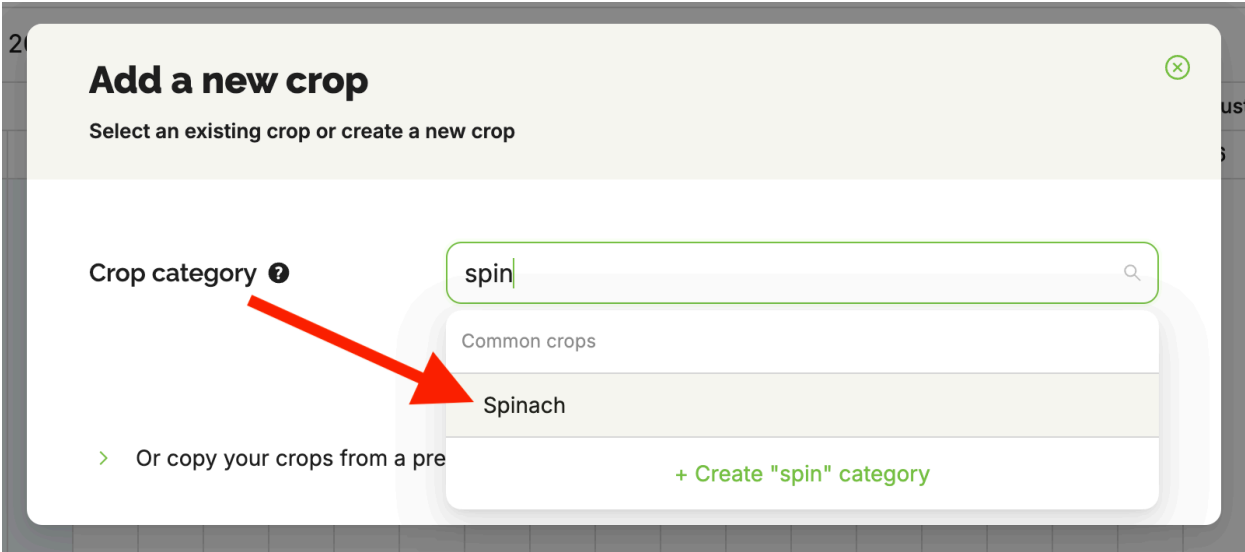 Add a new crop
Select an existing crop or create a new crop
Crop category ?
spin
Common crops
Spinach
Or copy your crops from a pre
+ Create "spin" category